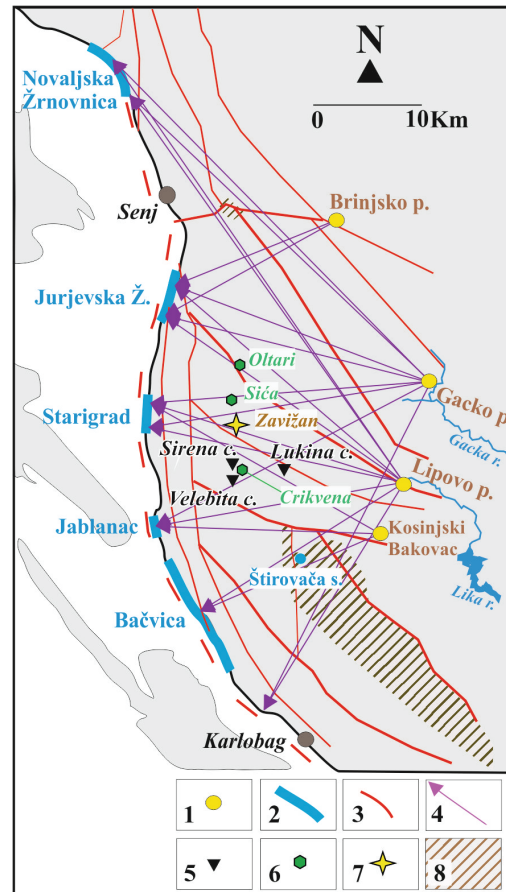 N
0 10Km
Novaljska
Žrnovnica
Brinjsko p.
Senj
Jurjevska Ž.
Oltari
Sića
Gacko p.
Starigrad
Zavižan
Gacka r.
Sirena c.
Lukina c.
Lipovo p.
Velebita c.
Crikvena
Jablanac
Kosinjski
Bakovac
Štirovača s.
Lika r.
Bačvica
Karlobag
1 2 3 4
5 6 7 8